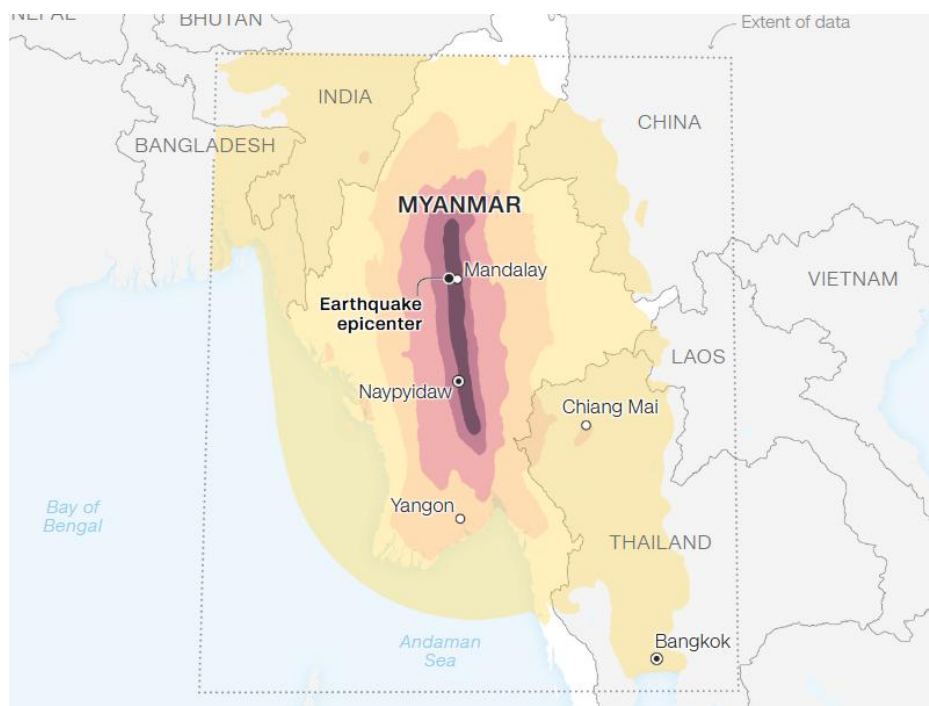 NEPAL
BHUTAN
Extent of data
INDIA
CHINA
BANGLADESH
MYANMAR
Mandalay
VIETNAM
Earthquake
epicenter
LAOS
Naypyidaw
Chiang Mai
Bay of
Bengal
Yangon
THAILAND
Andaman
Sea
Bangkok